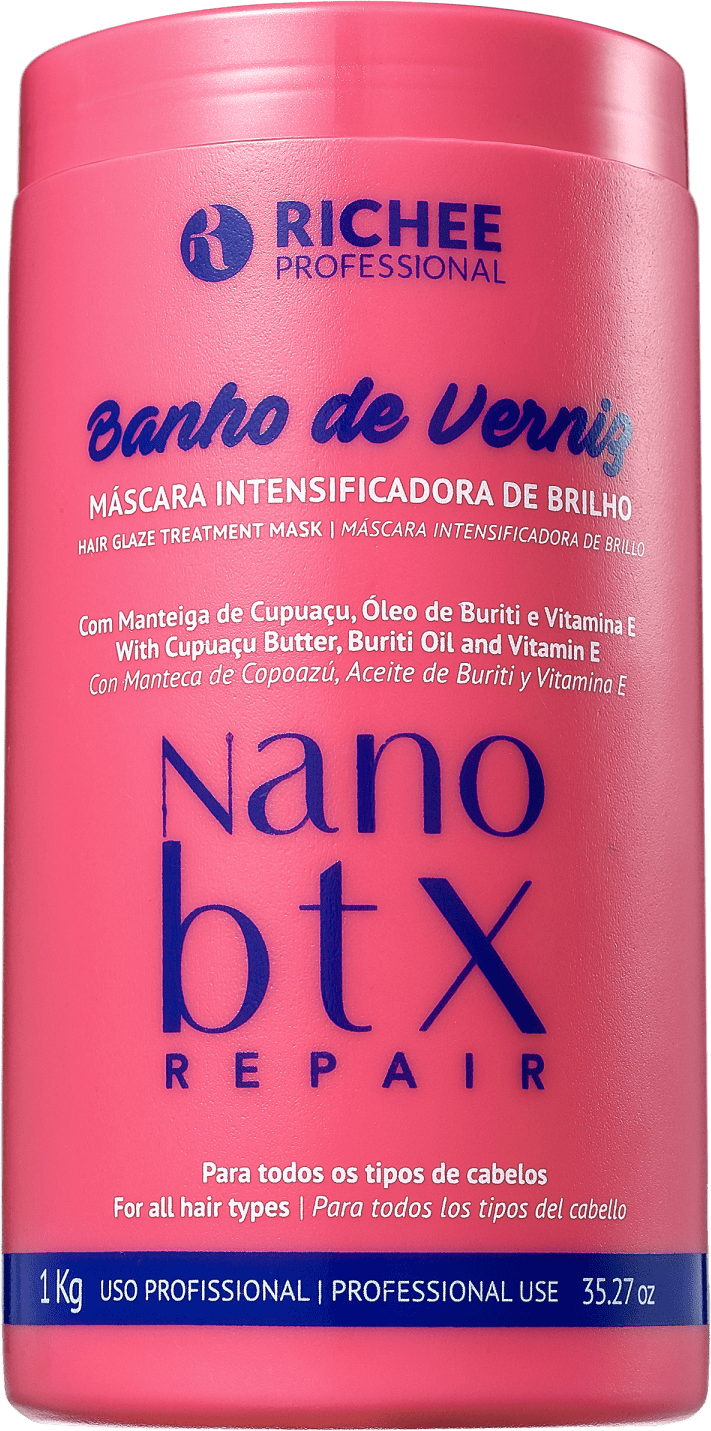 RICHEE
PROFESSIONAL
Banho de Verniz
MÁSCARA INTENSIFICADORA DE BRILHO
HAIR GLAZE TREATMENT MASK | MÁSCARA INTENSIFICADORA DE BRILLO
Com Manteiga de Cupuaçu, Óleo de Buriti e Vitamina E
With Cupuaçu Butter, Buriti Oil and Vitamin E
Con Manteca de Copoazú, Aceite de Buriti y Vitamina E
Nano
btx
REPAIR
Para todos os tipos de cabelos
For all hair types | Para todos los tipos del cabello
1 Kg USO PROFISSIONAL | PROFESSIONAL USE 35.27 oz